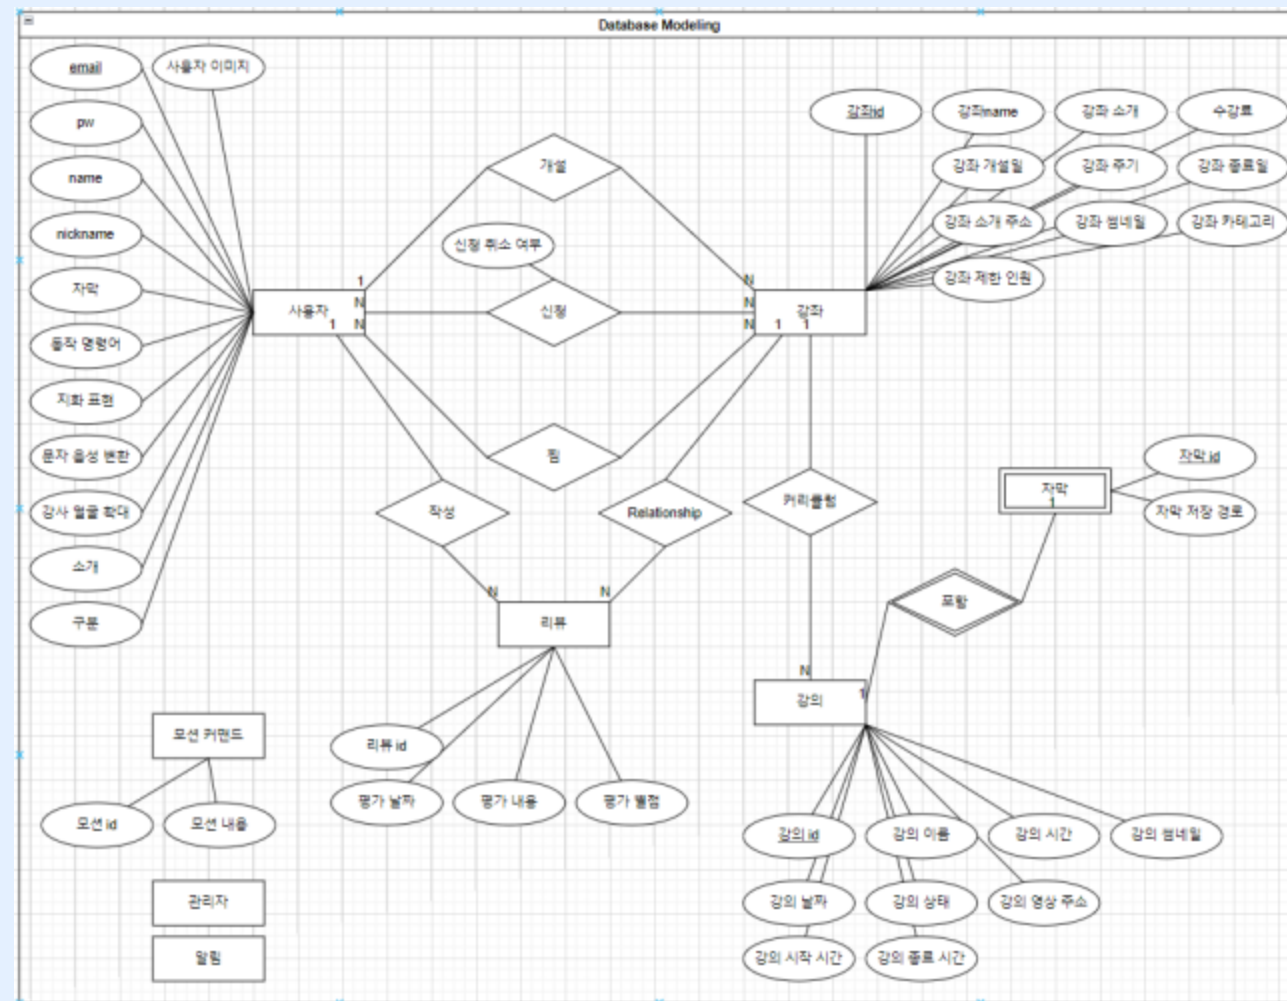 Database Modeling
email
사용자 이미지
pw
name
nickname
자막
동작 명령어
지화 표현
문자 음성 변환
강사 얼굴 확대
소개
구분
개설
신청 취소 여부
신청
찜
작성
Relationship
커리큘럼
사용자
1
N
1 N
강좌
N
N
N 1 1
강좌id
강좌name
강좌 소개
수강료
강좌 개설일
강좌 주기
강좌 종료일
강좌 소개 주소
강좌 썸네일
강좌 카테고리
강좌 제한 인원
자막
1
자막 id
자막 저장 경로
포함
N
N
리뷰
리뷰 id
평가 날짜
평가 내용
평가 별점
N
강의
1
강의 id
강의 이름
강의 시간
강의 썸네일
강의 날짜
강의 상태
강의 영상 주소
강의 시작 시간
강의 종료 시간
모션 커맨드
모션 id
모션 내용
관리자
알림